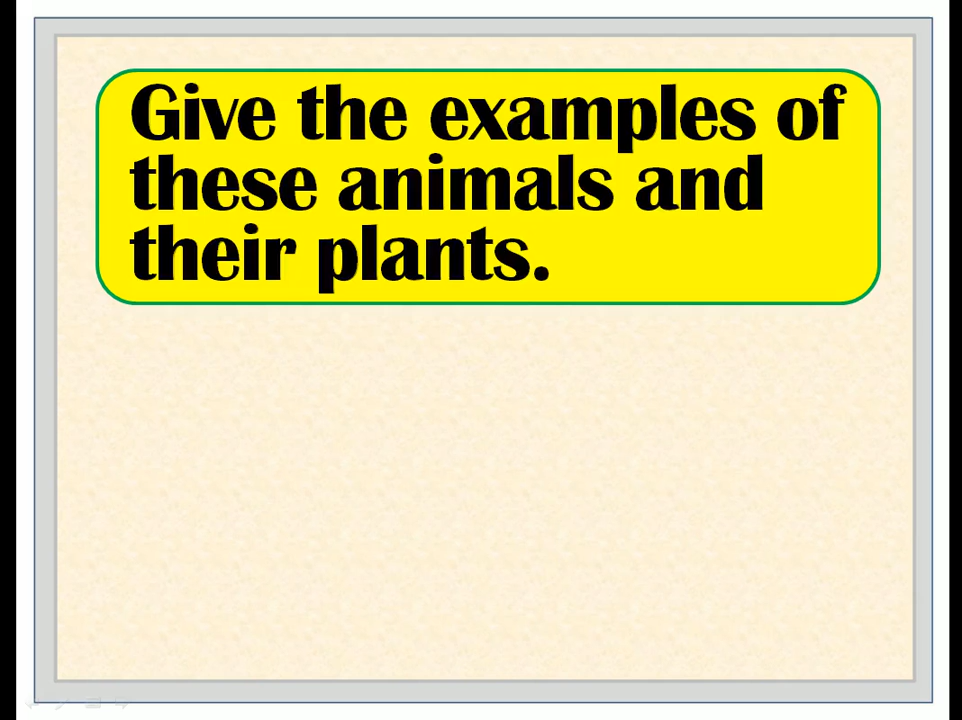 Give the examples of
these animals and
their plants.